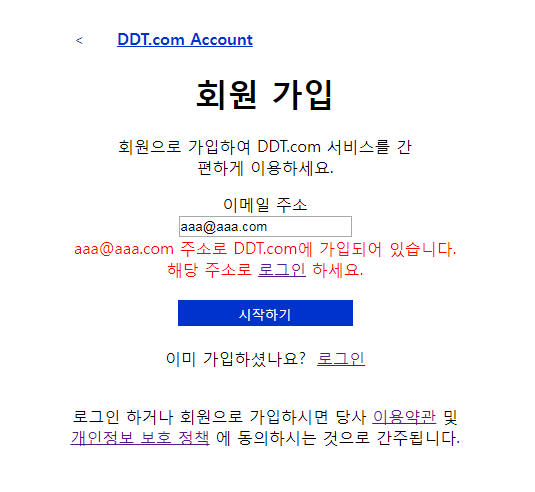 < DDT.com Account
회원 가입
회원으로 가입하여 DDT.com 서비스를 간
편하게 이용하세요.
이메일 주소
aaa@aaa.com
aaa@aaa.com 주소로 DDT.com에 가입되어 있습니다.
해당 주소로 로그인 하세요.
시작하기
이미 가입하셨나요? 로그인
로그인 하거나 회원으로 가입하시면 당사 이용약관 및
개인정보 보호 정책 에 동의하시는 것으로 간주됩니다.